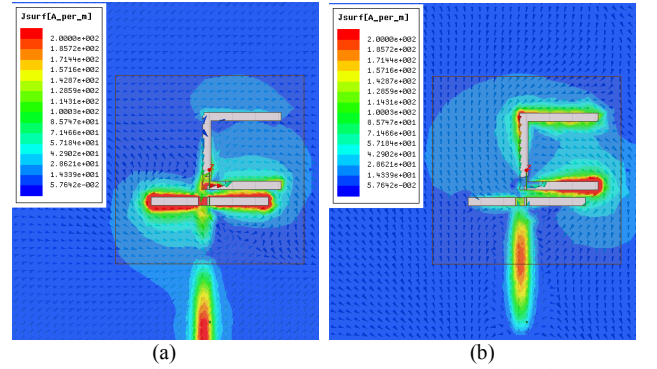 Jsurf[A_per_m]
2.0000e+002
1.8572e+002
1.7144e+002
1.5716e+002
1.4287e+002
1.2859e+002
1.1431e+002
1.0003e+002
8.5747e+001
7.1466e+001
5.7184e+001
4.2902e+001
2.8621e+001
1.4339e+001
5.7642e-002
(a)
Jsurf[A_per_m]
2.0000e+002
1.8572e+002
1.7144e+002
1.5716e+002
1.4287e+002
1.2859e+002
1.1431e+002
1.0003e+002
8.5747e+001
7.1466e+001
5.7184e+001
4.2902e+001
2.8621e+001
1.4339e+001
5.7642e-002
(b)